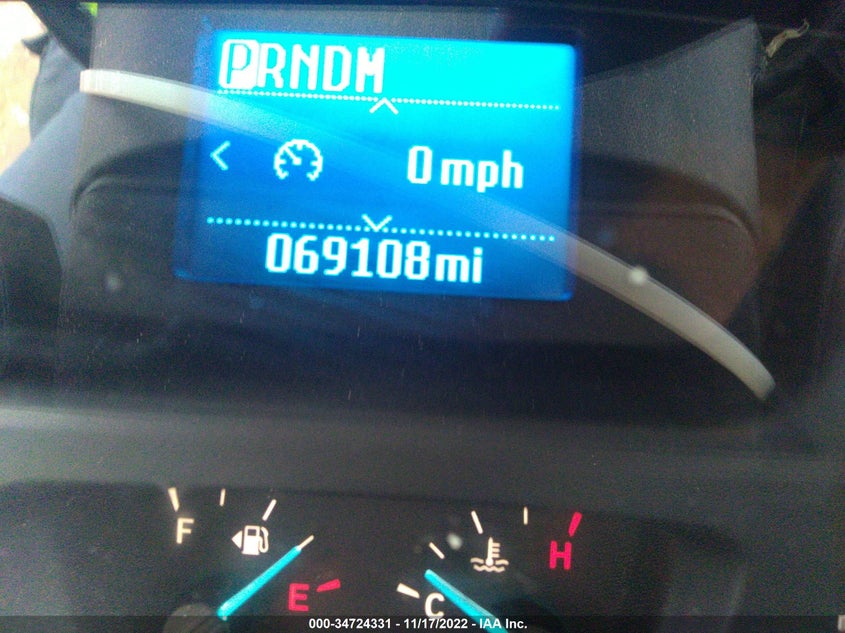 PRNDM
0 mph
069108mi
F
E
C
H
000-34724331 - 11/17/2022 - IAA Inc.